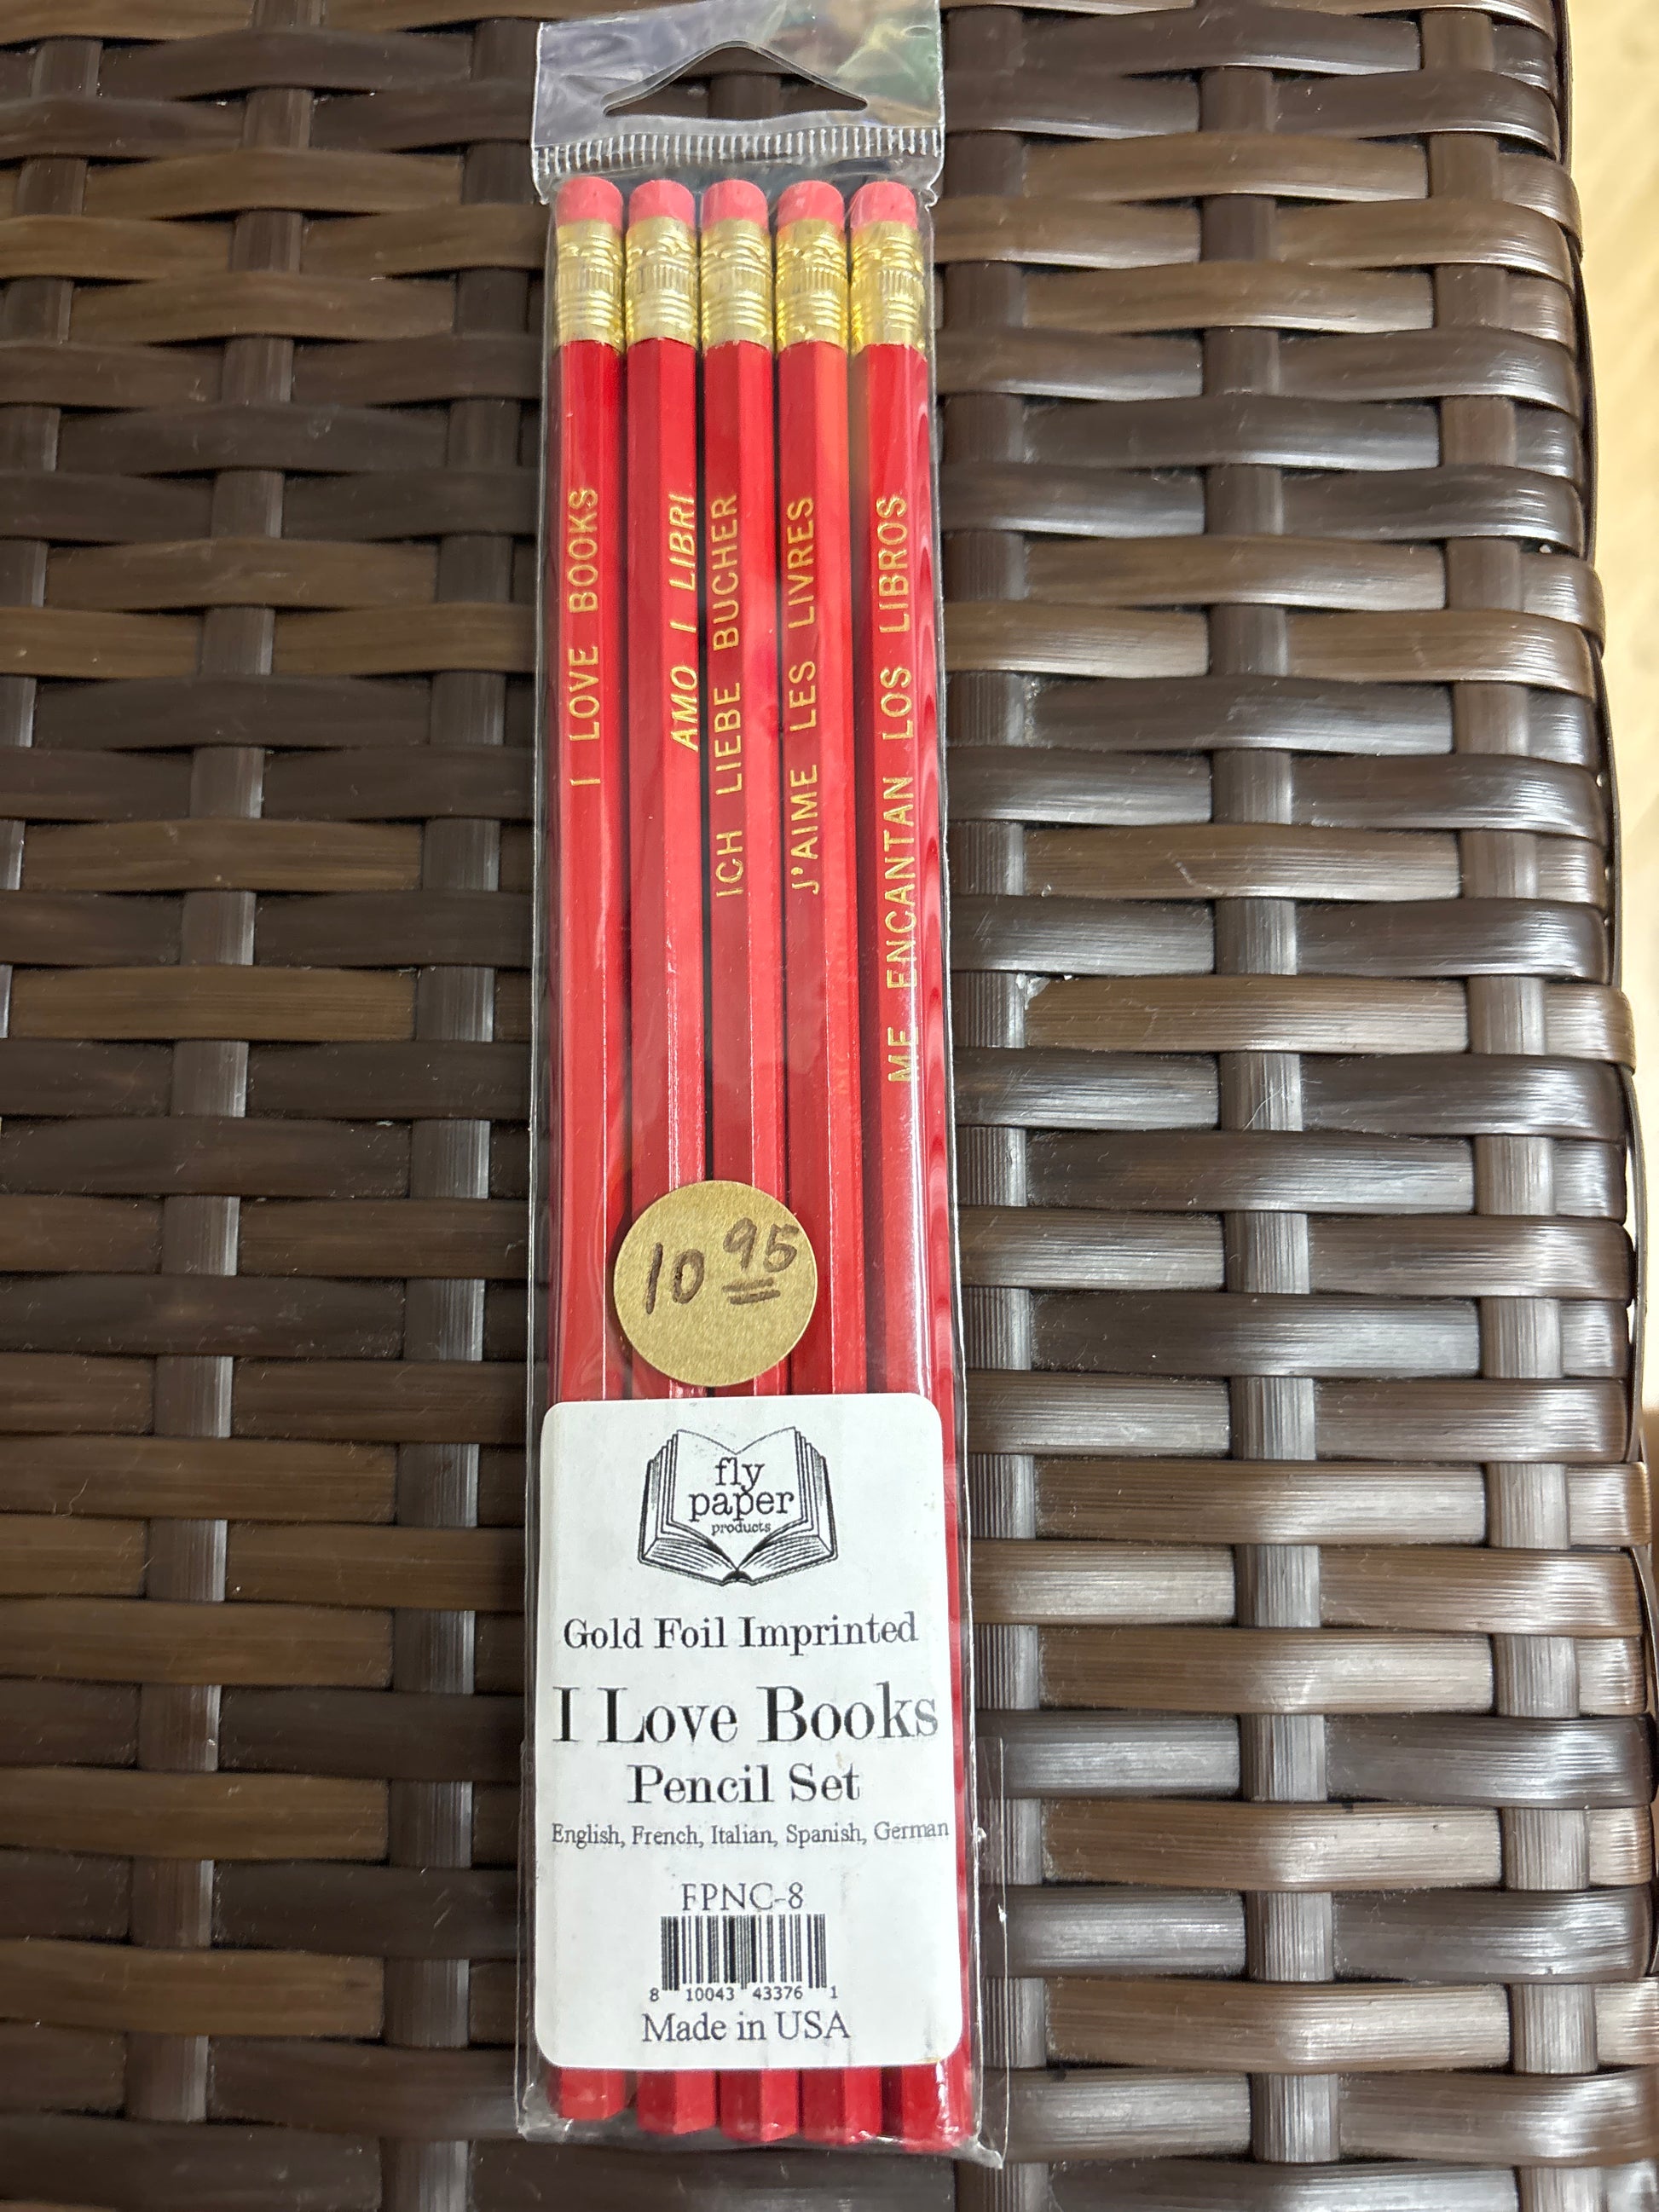 I LOVE BOOKS
AMO I LIBRI
ICH LIEBE BUCHER
J'AIME LES LIVRES
ME ENCANTAN LOS LIBROS
10 95
fly
paper
products
Gold Foil Imprinted
I Love Books
Pencil Set
English, French, Italian, Spanish, German
FPNC-8
8 10043 43376 1
Made in USA